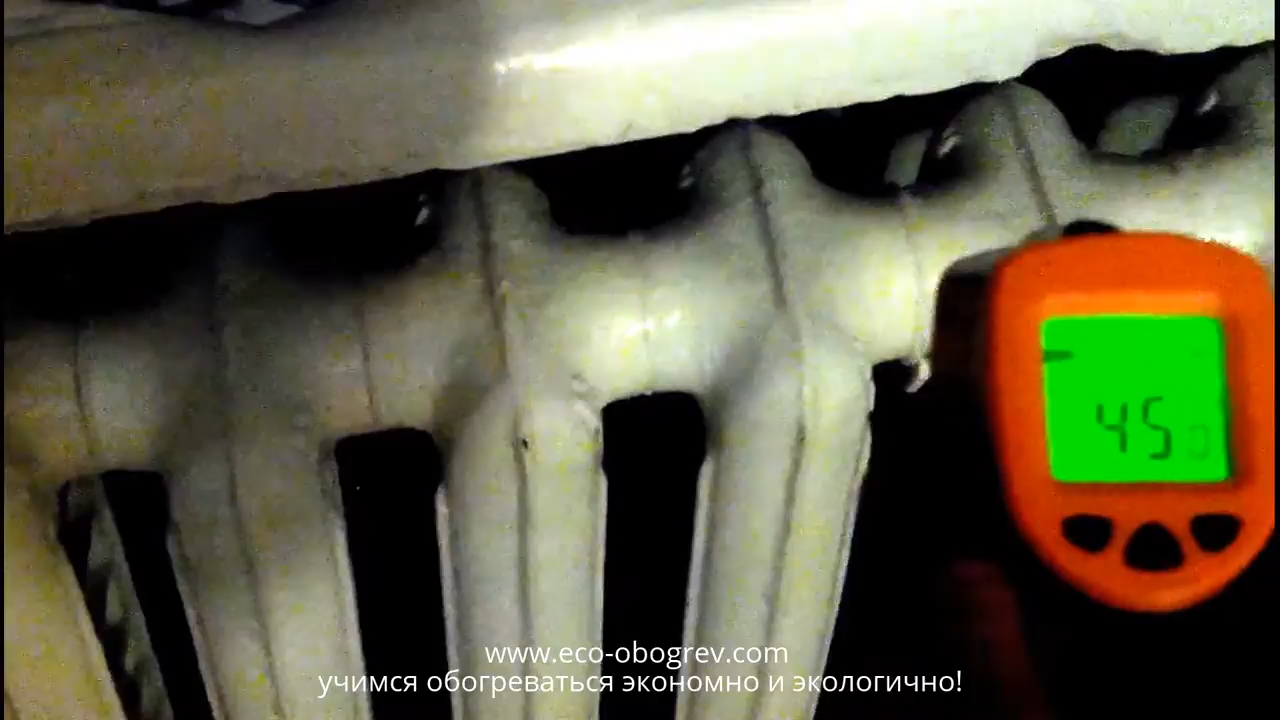 45
www.eco-obogrev.com
учимся обогреваться экономно и экологично!